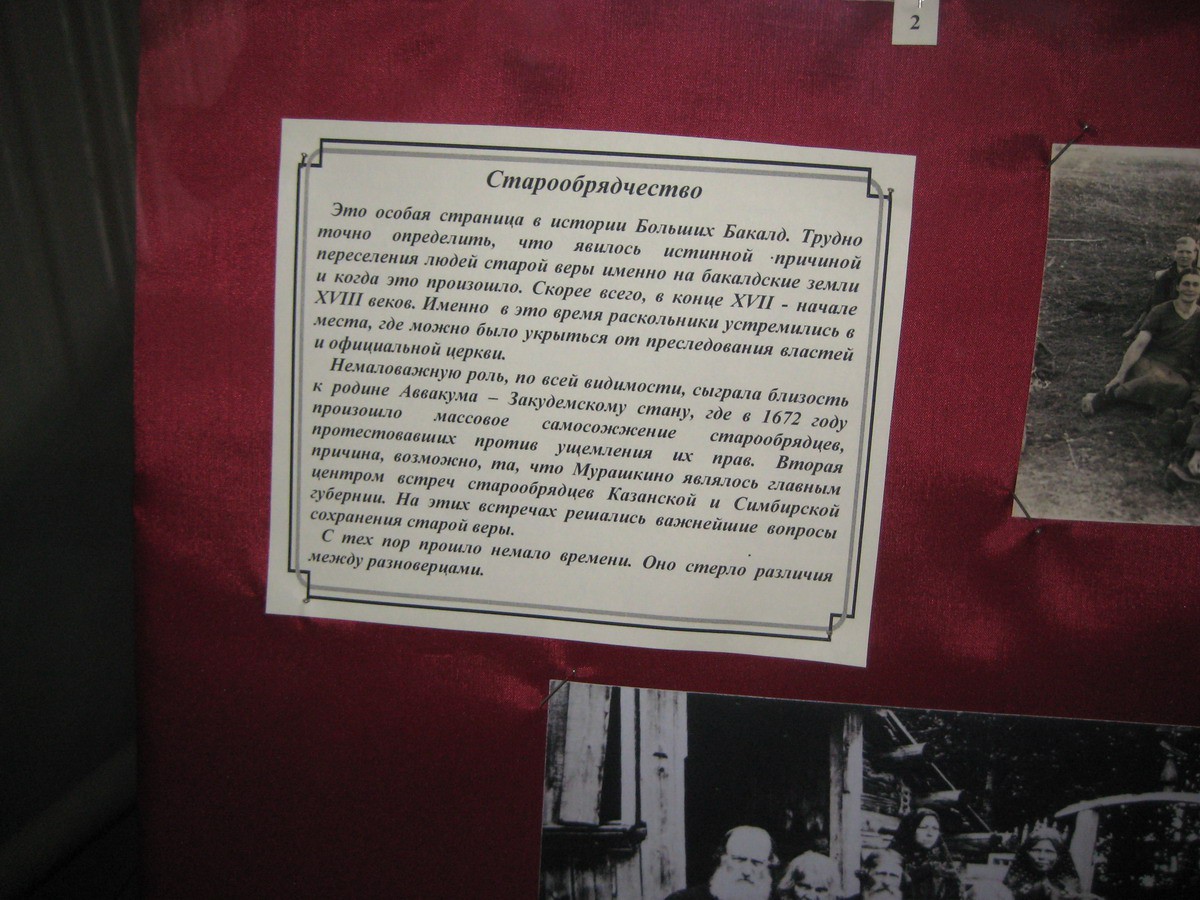 2
Старообрядчество
Это особая страница в истории Больших Бакалд. Трудно
точно определить, что явилось истинной причиной
переселения людей старой веры именно на бакалдские земли
и когда это произошло. Скорее всего, в конце XVII - начале
XVIII веков. Именно в это время раскольники устремились в
места, где можно было укрыться от преследования властей
и официальной церкви.
Немаловажную роль, по всей видимости, сыграла близость
к родине Аввакума – Закудемскому стану, где в 1672 году
произошло массовое самосожжение старообрядцев,
протестовавших против ущемления их прав. Вторая
причина, возможно, та, что Мурашкино являлось главным
центром встреч старообрядцев Казанской и Симбирской
губернии. На этих встречах решались важнейшие вопросы
сохранения старой веры.
С тех пор прошло немало времени. Оно стерло различия
между разноверцами.